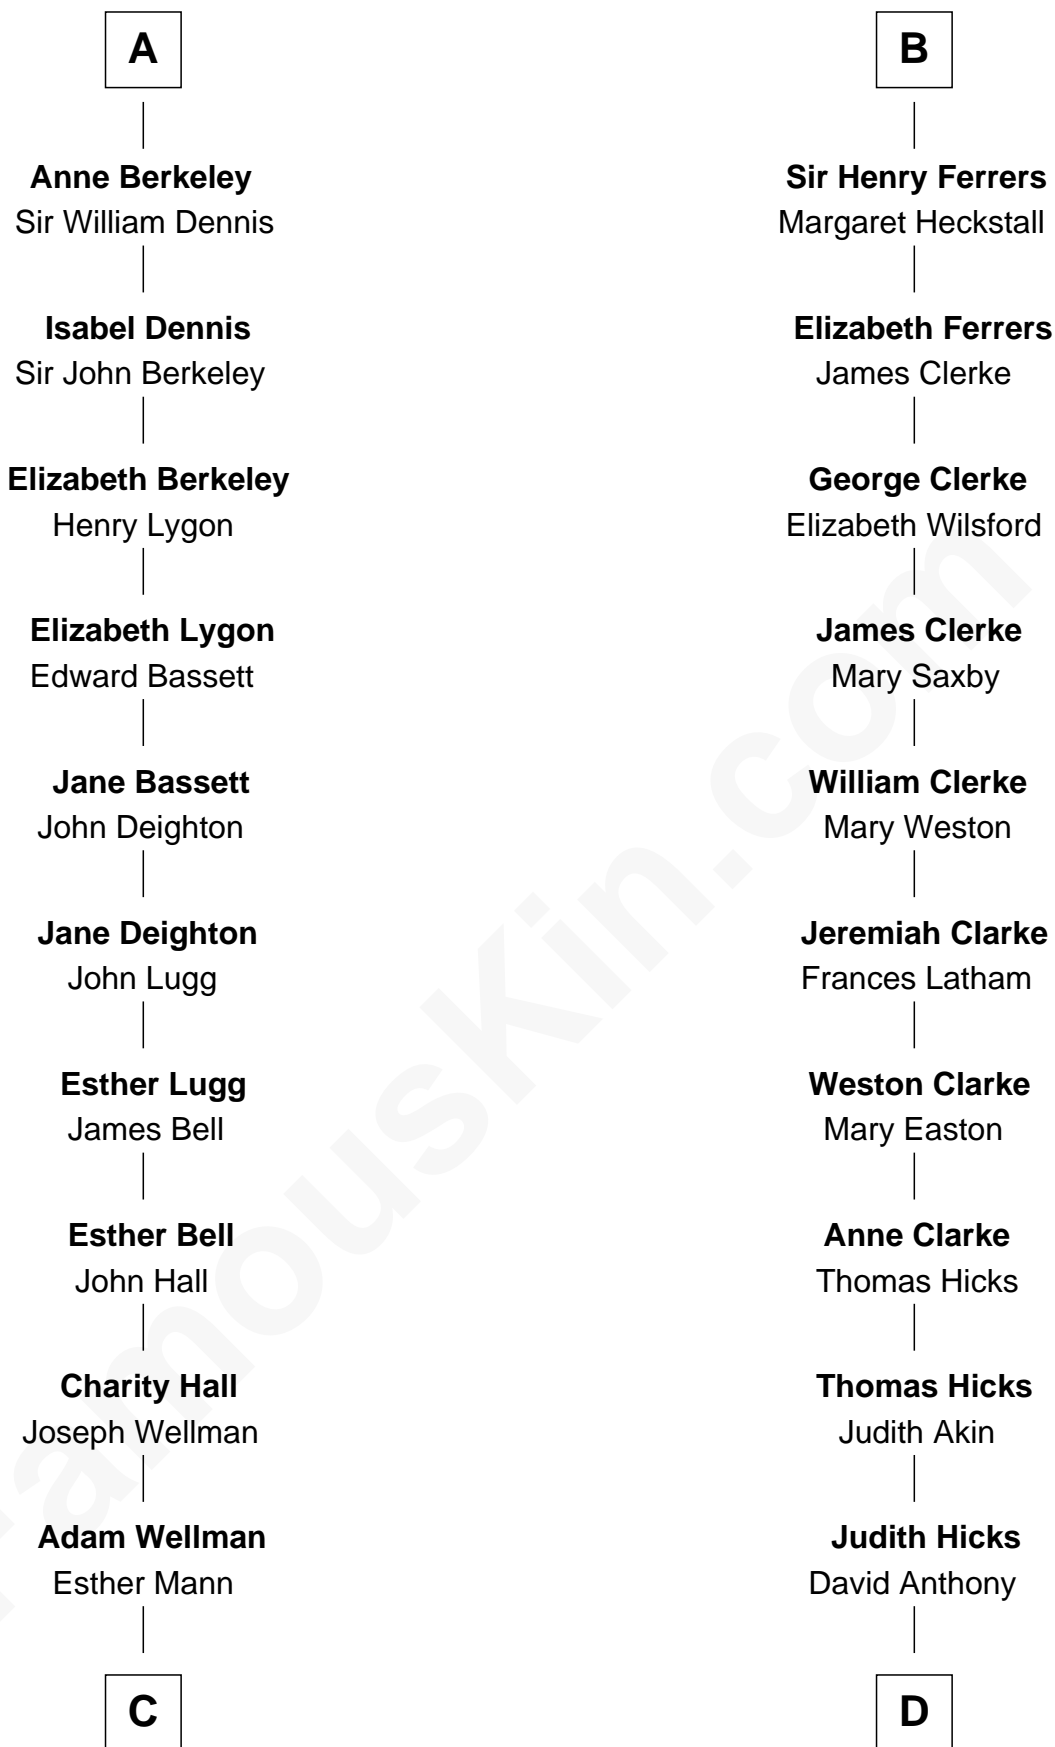 A
Anne Berkeley
Sir William Dennis
Isabel Dennis
Sir John Berkeley
Elizabeth Berkeley
Henry Lygon
Elizabeth Lygon
Edward Bassett
Jane Bassett
John Deighton
Jane Deighton
John Lugg
Esther Lugg
James Bell
Esther Bell
John Hall
Charity Hall
Joseph Wellman
Adam Wellman
Esther Mann
C
B
Sir Henry Ferrers
Margaret Heckstall
Elizabeth Ferrers
James Clerke
George Clerke
Elizabeth Wilsford
James Clerke
Mary Saxby
William Clerke
Mary Weston
Jeremiah Clarke
Frances Latham
Weston Clarke
Mary Easton
Anne Clarke
Thomas Hicks
Thomas Hicks
Judith Akin
Judith Hicks
David Anthony
D
FamousKin.com